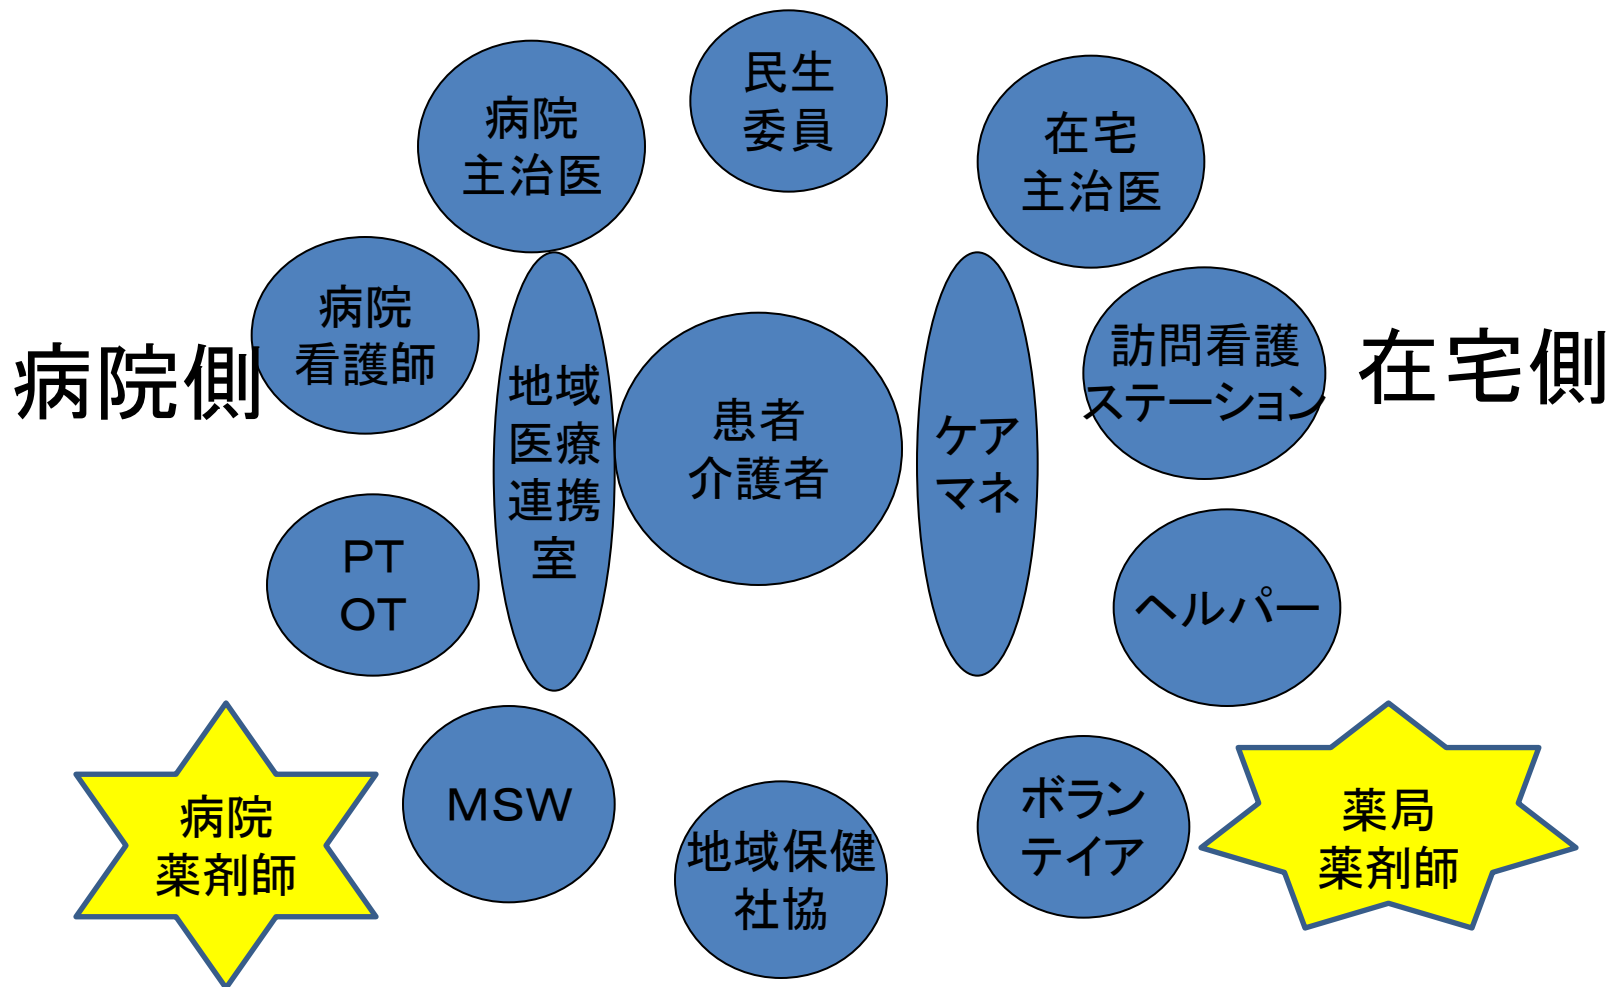 民生
委員
病院
主治医
在宅
主治医
病院
看護師
訪問看護
ステーション
病院側
在宅側
地域
医療
連携
室
患者
介護者
ケア
マネ
PT
OT
ヘルパー
病院
薬剤師
MSW
地域保健
社協
ボラン
テイア
薬局
薬剤師